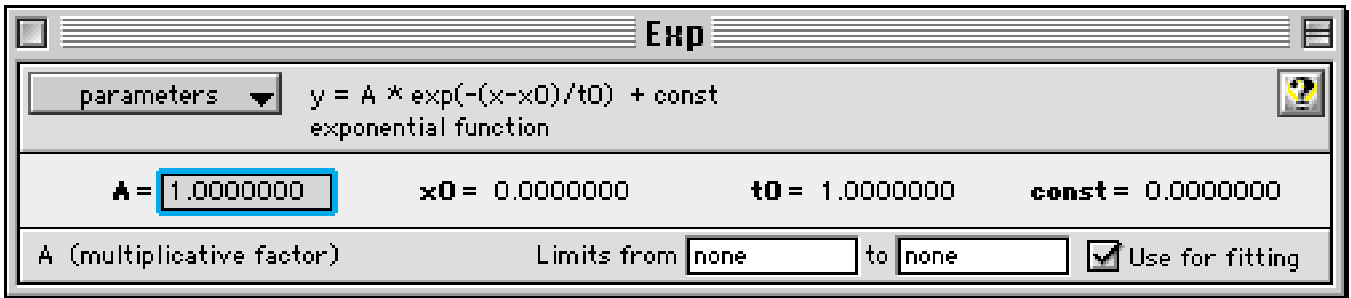 Exp
parameters
y = A * exp(-(x-x0)/t0) + const
exponential function
?
A = 1.0000000 x0 = 0.0000000 t0 = 1.0000000 const = 0.0000000
A (multiplicative factor) Limits from none to none Use for fitting